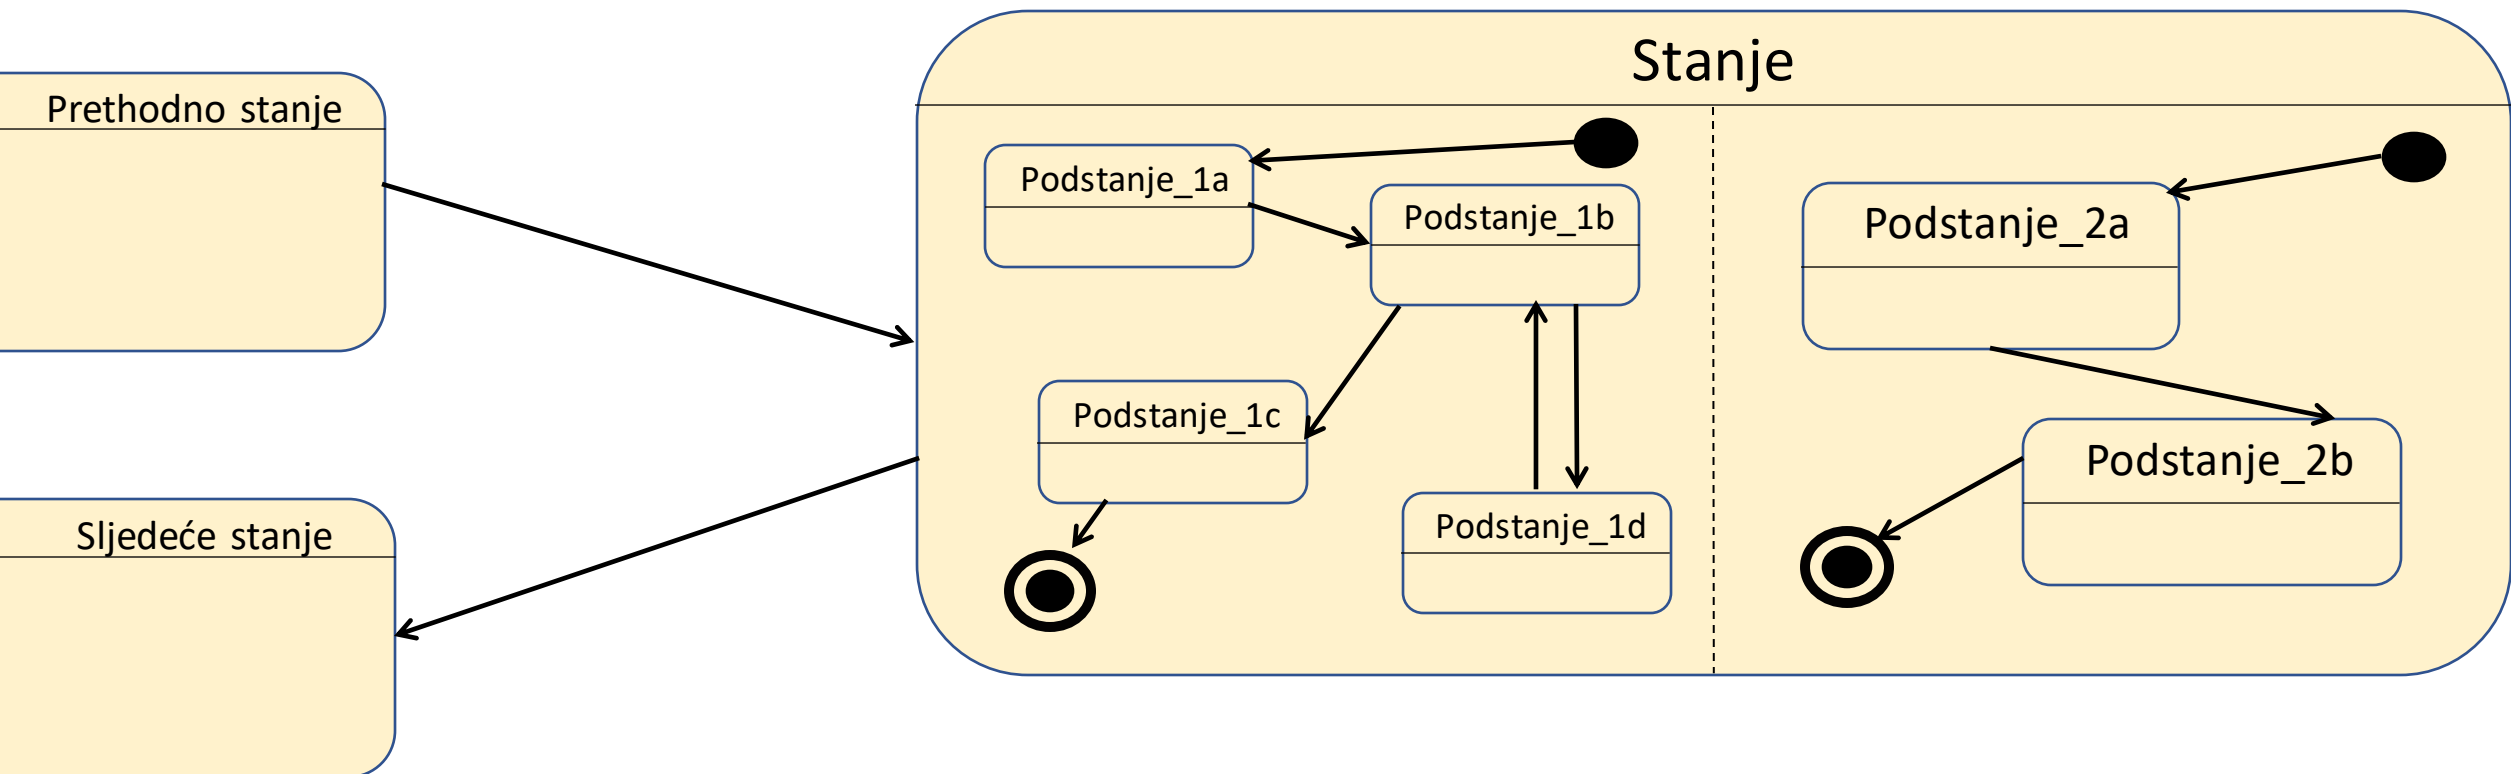 Stanje
Prethodno stanje
Podstanje_1a
Podstanje_1b
Podstanje_2a
Podstanje_1c
Podstanje_2b
Podstanje_1d
Sljedeće stanje